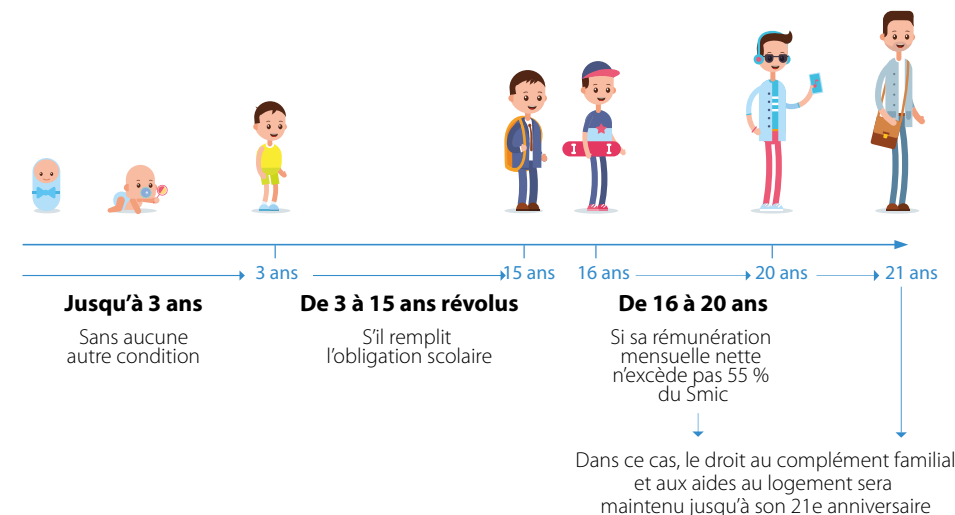 3 ans
15 ans
16 ans
20 ans
21 ans
Jusqu'à 3 ans
Sans aucune
autre condition
De 3 à 15 ans révolus
S'il remplit
l'obligation scolaire
De 16 à 20 ans
Si sa rémunération
mensuelle nette
n'excède pas 55 %
du Smic
Dans ce cas, le droit au complément familial
et aux aides au logement sera
maintenu jusqu'à son 21e anniversaire